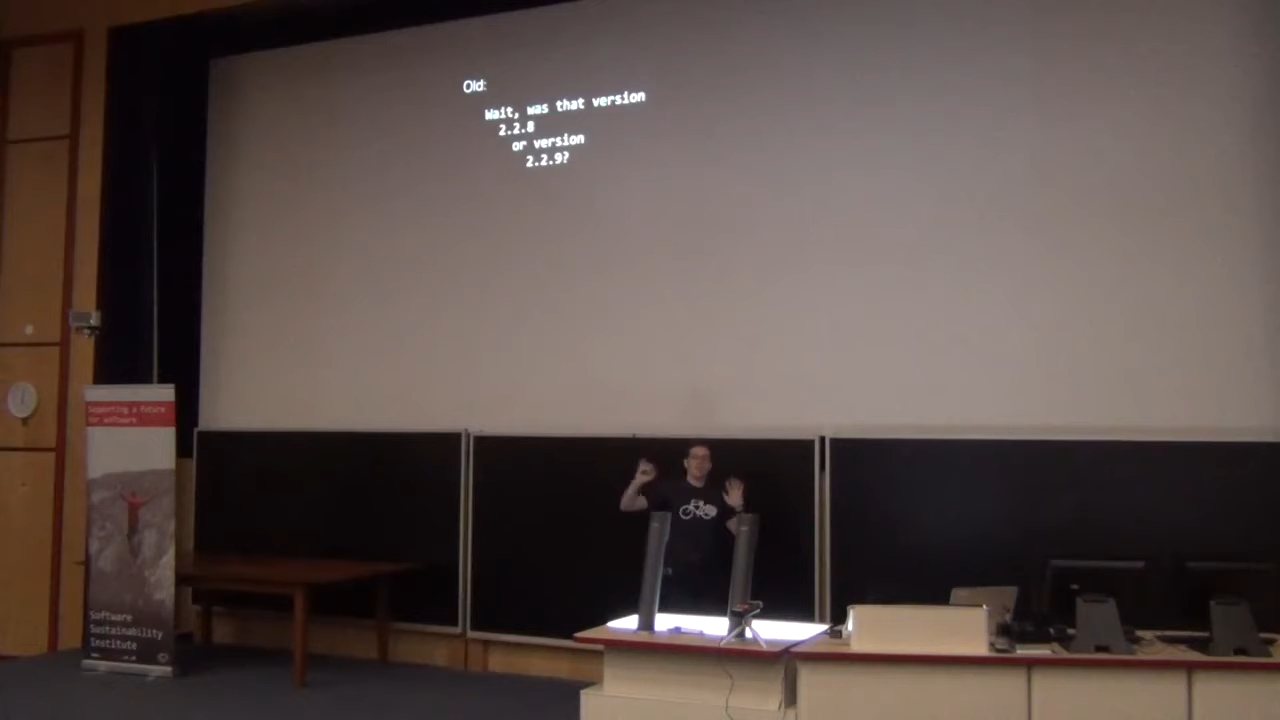 Old:
Wait, was that version
2.2.8
or version
2.2.9?
Supporting a future
for software
Software
Sustainability
Institute